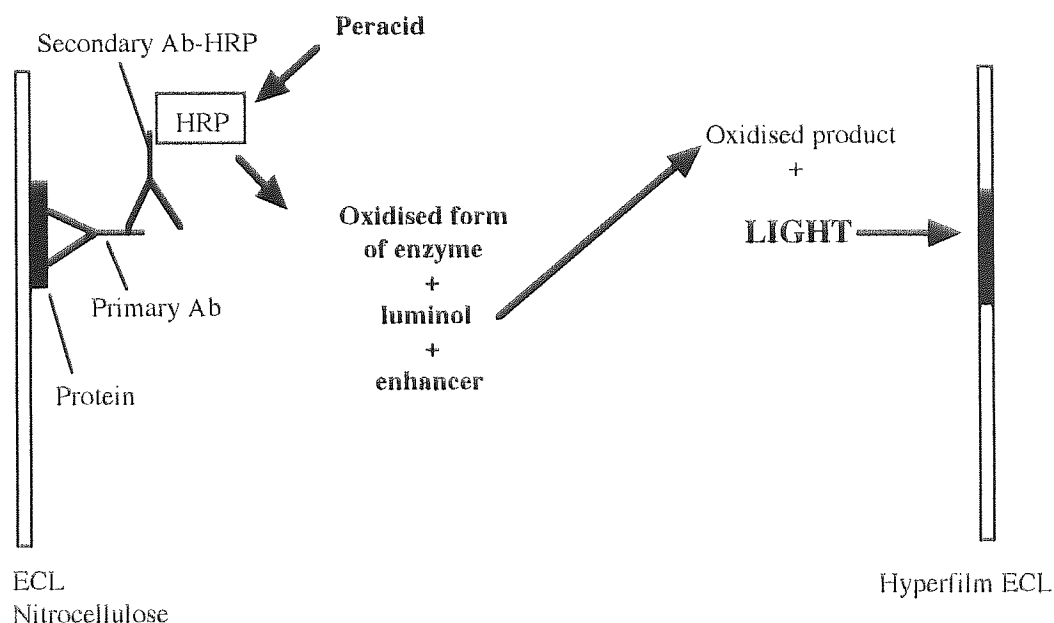 Secondary Ab-HRP
Peracid
HRP
Oxidised product
+
LIGHT
Oxidised form
of enzyme
+
luminol
+
enhancer
Primary Ab
Protein
ECL
Nitrocellulose
Hyperfilm ECL